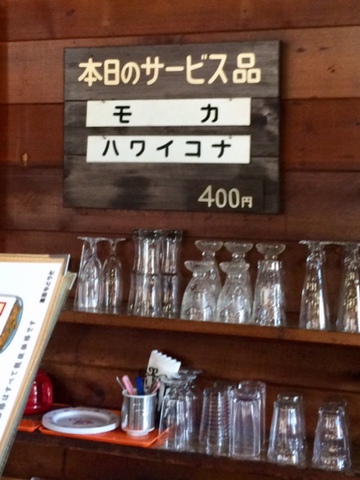 本日のサービス品
モカ
ハワイコナ
400円